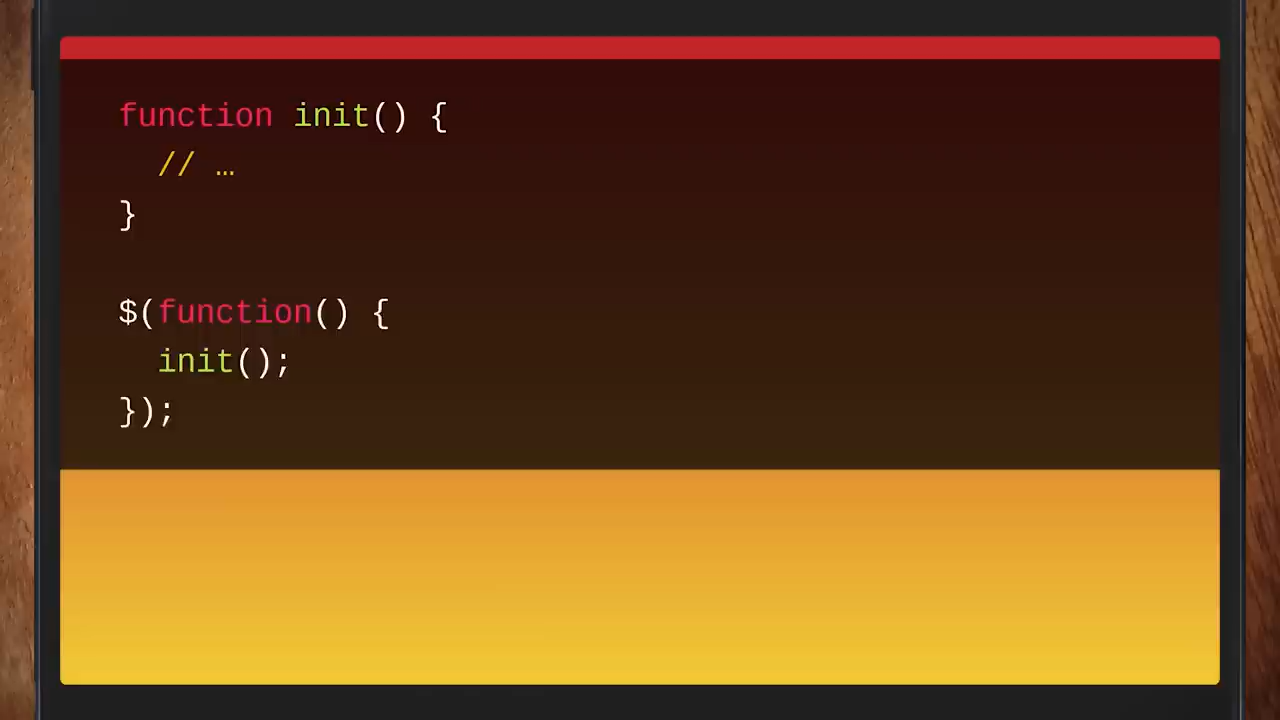 function init() {
  // …
}

$(function() {
  init();
});